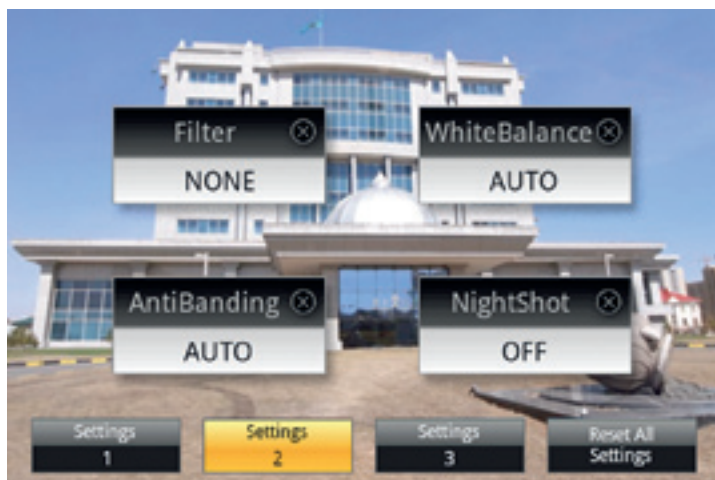 Filter
WhiteBalance
NONE
AUTO
AntiBanding
NightShot
AUTO
OFF
Settings
Settings
Settings
Reset All
1
2
3
Settings